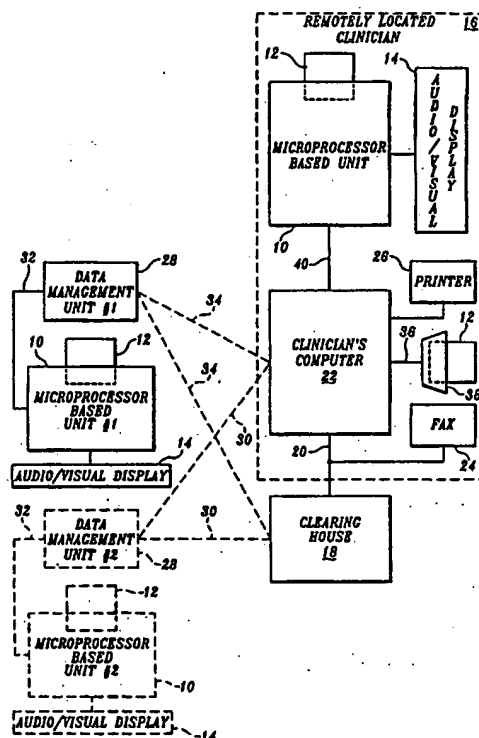 REMOTELY LOCATED
CLINICIAN
16
12
14
MICROPROCESSOR
BASED UNIT
AUDIO/VISUAL
DISPLAY
10
40
32
28
26
DATA
MANAGEMENT
UNIT #1
PRINTER
34
10
12
12
CLINICIAN'S
COMPUTER
22
36
34
38
MICROPROCESSOR
BASED
UNIT #1
30
FAX
14
20
24
AUDIO/VISUAL DISPLAY
32
DATA
MANAGEMENT
UNIT #2
30
CLEARING
HOUSE
18
28
12
MICROPROCESSOR
BASED
UNIT #2
10
AUDIO/VISUAL DISPLAY
14